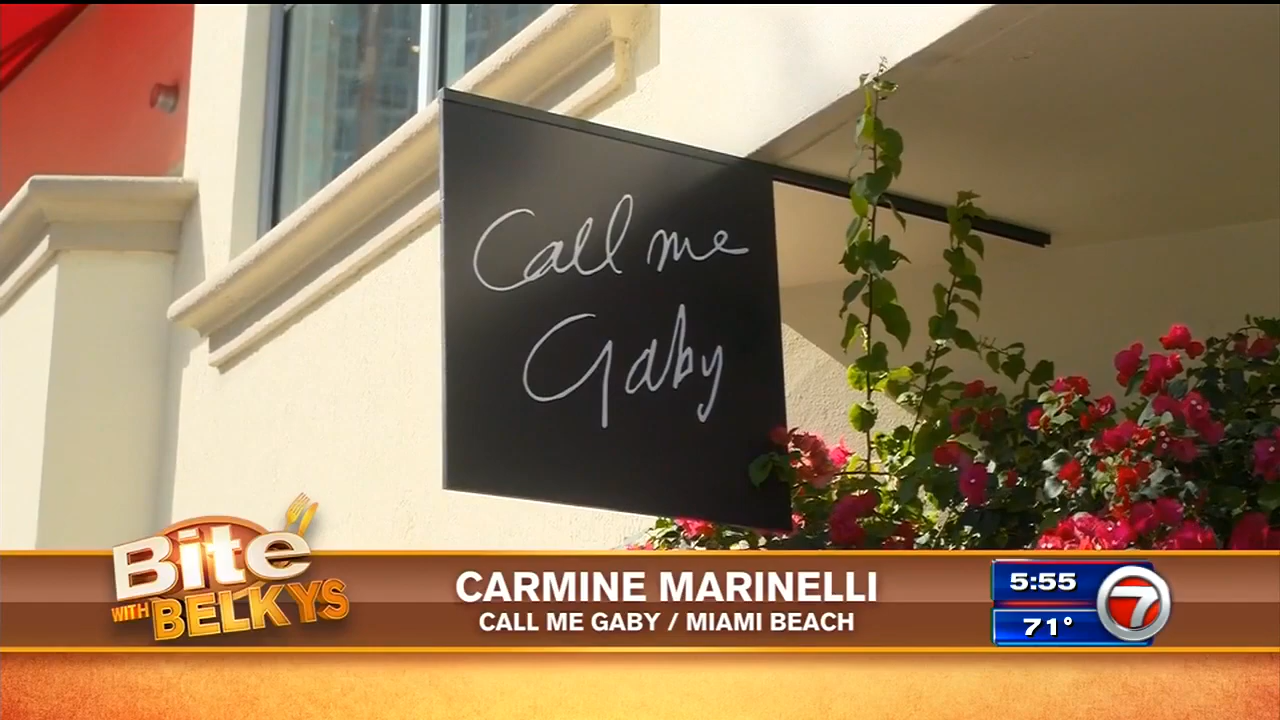 Call me
Gaby
Bite
WITH BELKYS
CARMINE MARINELLI
CALL ME GABY / MIAMI BEACH
5:55
7
71°